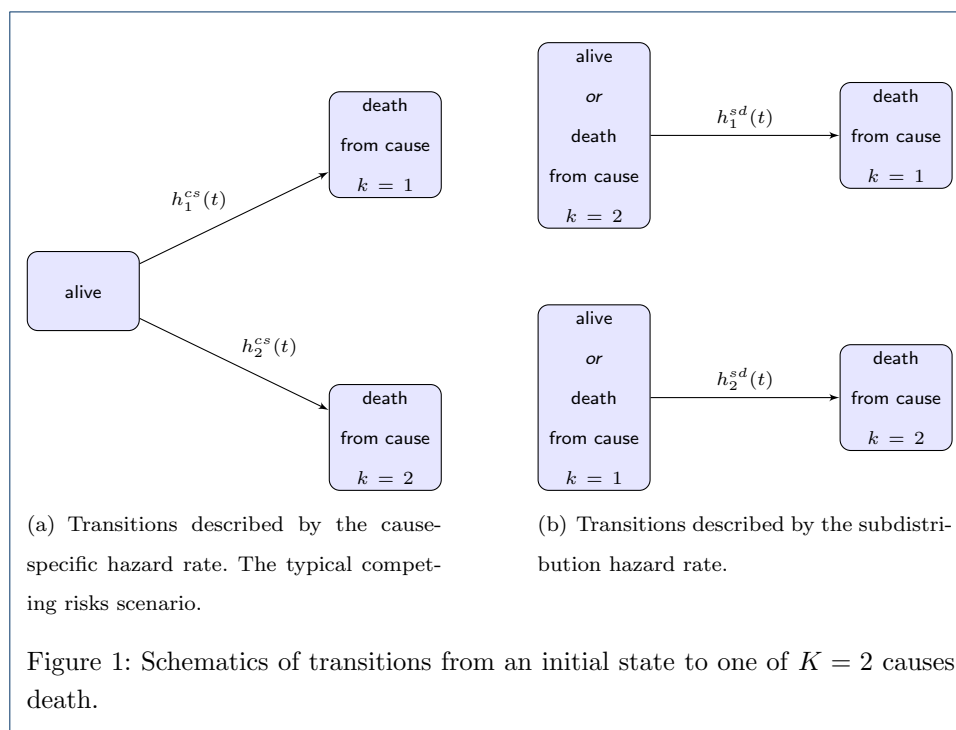 death
from cause
k = 1
h_1^{cs}(t)
alive
h_2^{cs}(t)
death
from cause
k = 2
(a) Transitions described by the cause-
specific hazard rate. The typical compet-
ing risks scenario.
alive
or
death
from cause
k = 2
h_1^{sd}(t)
death
from cause
k = 1
alive
or
death
from cause
k = 1
h_2^{sd}(t)
death
from cause
k = 2
(b) Transitions described by the subdistri-
bution hazard rate.
Figure 1: Schematics of transitions from an initial state to one of K = 2 causes
death.